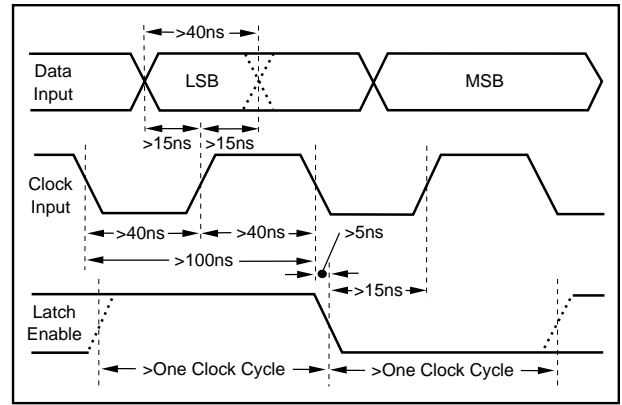 >40ns
Data
Input
LSB
MSB
>15ns >15ns
Clock
Input
>40ns >40ns >5ns
>100ns
>15ns
Latch
Enable
>One Clock Cycle >One Clock Cycle